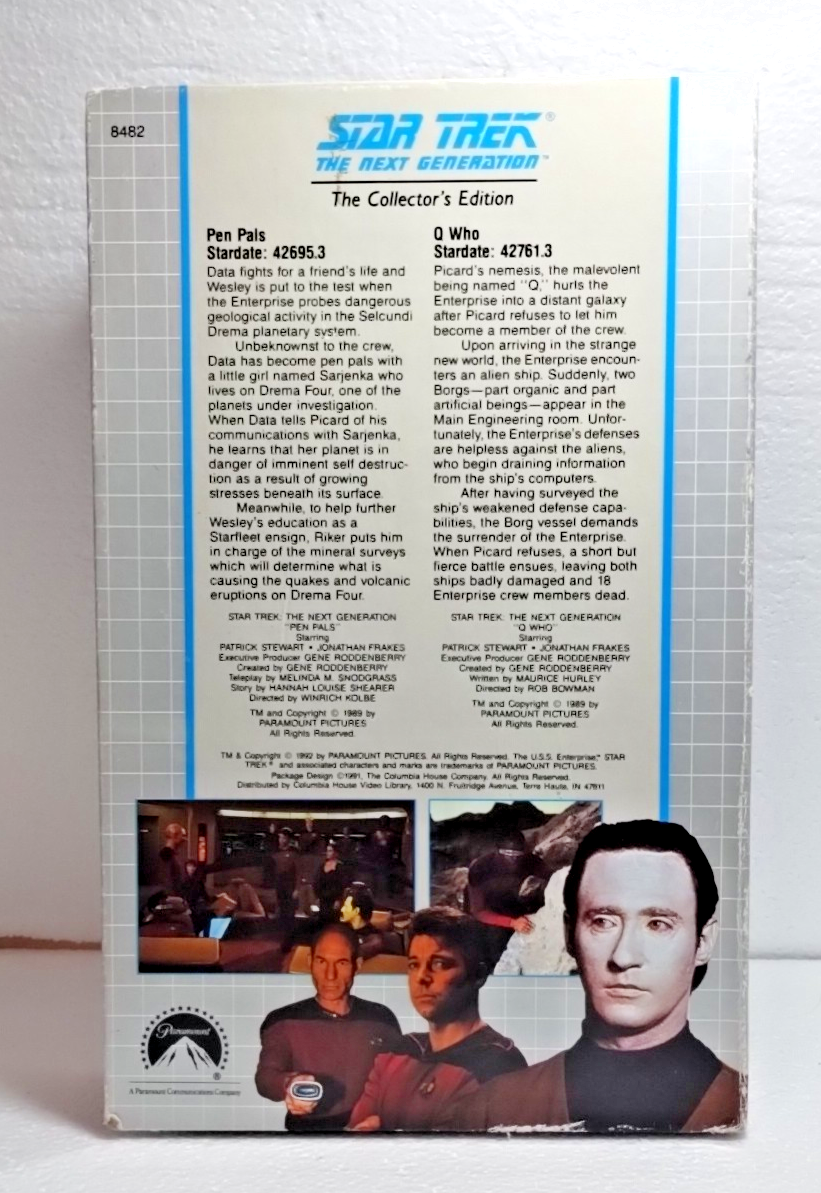 8482
STAR TREK®
THE NEXT GENERATION™
The Collector's Edition
Pen Pals
Stardate: 42695.3
Data fights for a friend's life and
Wesley is put to the test when
the Enterprise probes dangerous
geological activity in the Selcundi
Drema planetary system.
Unbeknownst to the crew,
Data has become pen pals with
a little girl named Sarjenka who
lives on Drema Four, one of the
planets under investigation.
When Data tells Picard of his
communications with Sarjenka,
he learns that her planet is in
danger of imminent self destruc-
tion as a result of growing
stresses beneath its surface.
Meanwhile, to help further
Wesley's education as a
Starfleet ensign, Riker puts him
in charge of the mineral surveys
which will determine what is
causing the quakes and volcanic
eruptions on Drema Four.
STAR TREK: THE NEXT GENERATION
"PEN PALS"
Starring
PATRICK STEWART • JONATHAN FRAKES
Executive Producer GENE RODDENBERRY
Created by GENE RODDENBERRY
Teleplay by MELINDA M. SNODGRASS
Story by HANNAH LOUISE SHEARER
Directed by WINRICH KOLBE
TM and Copyright © 1989 by
PARAMOUNT PICTURES
All Rights Reserved.
Q Who
Stardate: 42761.3
Picard's nemesis, the malevolent
being named "Q," hurls the
Enterprise into a distant galaxy
after Picard refuses to let him
become a member of the crew.
Upon arriving in the strange
new world, the Enterprise encoun-
ters an alien ship. Suddenly, two
Borgs—part organic and part
artificial beings—appear in the
Main Engineering room. Unfor-
tunately, the Enterprise's defenses
are helpless against the aliens,
who begin draining information
from the ship's computers.
After having surveyed the
ship's weakened defense capa-
bilities, the Borg vessel demands
the surrender of the Enterprise.
When Picard refuses, a short but
fierce battle ensues, leaving both
ships badly damaged and 18
Enterprise crew members dead.
STAR TREK: THE NEXT GENERATION
"Q WHO"
Starring
PATRICK STEWART • JONATHAN FRAKES
Executive Producer GENE RODDENBERRY
Created by GENE RODDENBERRY
Written by MAURICE HURLEY
Directed by ROB BOWMAN
TM and Copyright © 1989 by
PARAMOUNT PICTURES
All Rights Reserved.
TM & Copyright © 1992 by PARAMOUNT PICTURES. All Rights Reserved. The U.S.S. Enterprise,™ STAR
TREK® and associated characters and marks are trademarks of PARAMOUNT PICTURES.
Package Design ©1991, The Columbia House Company. All Rights Reserved.
Distributed by Columbia House Video Library, 1400 N. Fruitridge Avenue, Terre Haute, IN 47811
Paramount
®
A Paramount Communications Company